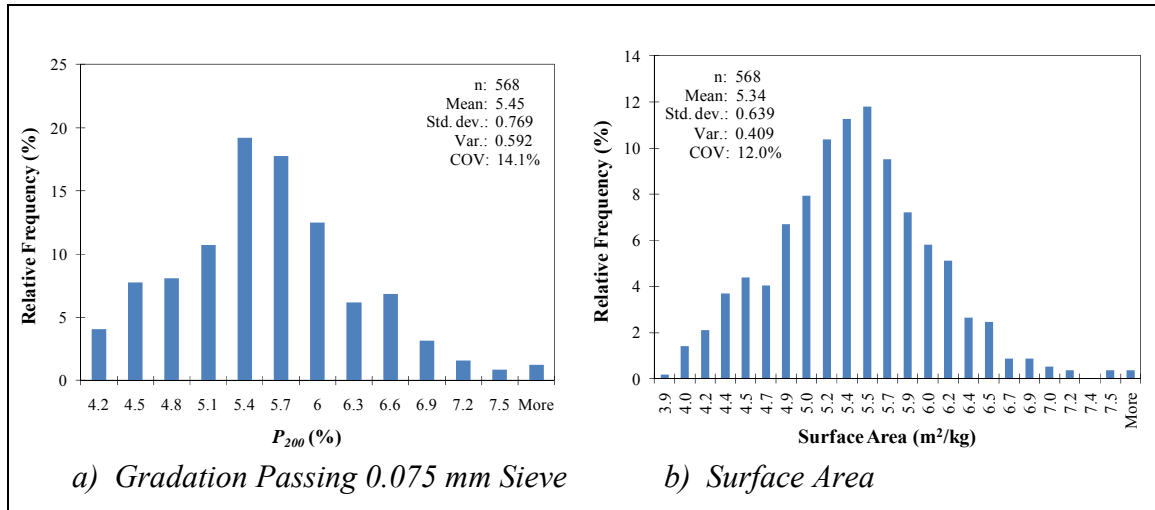 25
20
15
10
5
0
Relative Frequency (%)
n: 568
Mean: 5.45
Std. dev.: 0.769
Var.: 0.592
COV: 14.1%
4.2 4.5 4.8 5.1 5.4 5.7 6 6.3 6.6 6.9 7.2 7.5 More
P200 (%)
a) Gradation Passing 0.075 mm Sieve
14
12
10
8
6
4
2
0
Relative Frequency (%)
n: 568
Mean: 5.34
Std. dev.: 0.639
Var.: 0.409
COV: 12.0%
3.9 4.0 4.2 4.4 4.5 4.7 4.9 5.0 5.2 5.4 5.5 5.7 5.9 6.0 6.2 6.4 6.5 6.7 6.9 7.0 7.2 7.4 7.5 More
Surface Area (m²/kg)
b) Surface Area